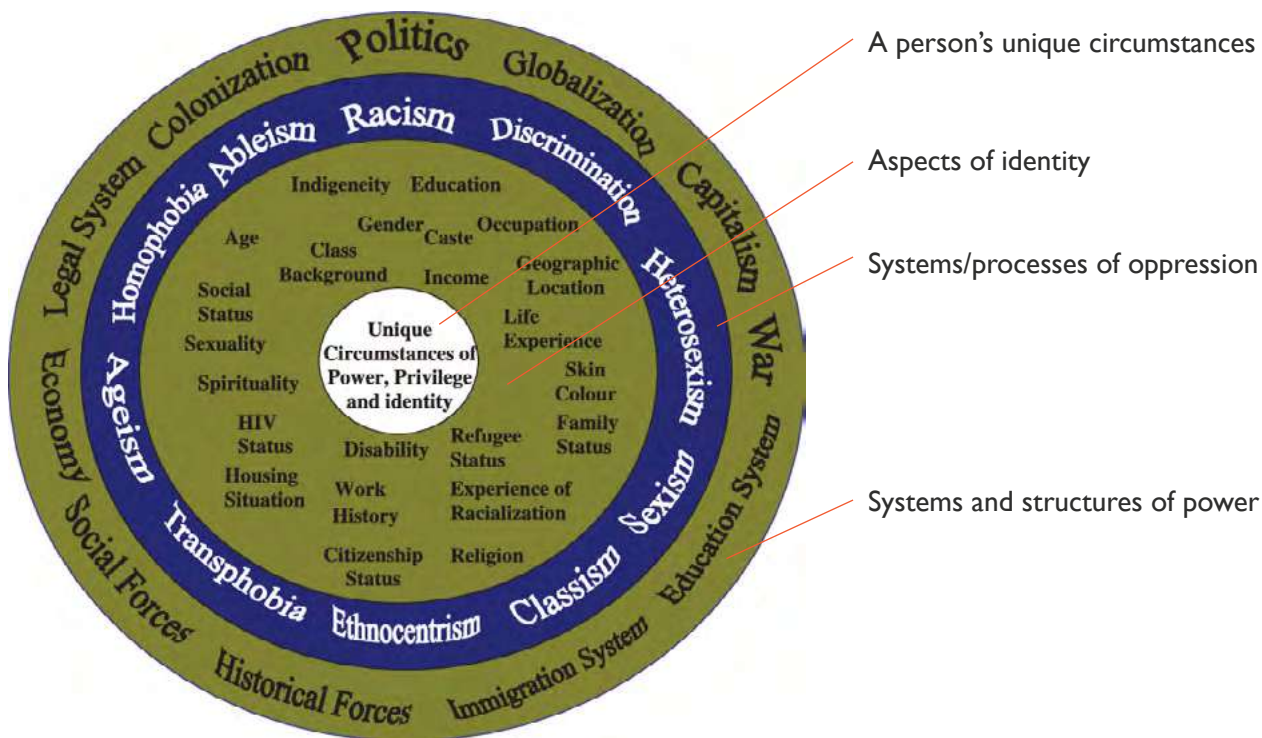 Politics
Globalization
Capitalism
War
Education System
Immigration System
Historical Forces
Social Forces
Economy
Legal System
Colonization
Racism
Discrimination
Heterosexism
Sexism
Classism
Ethnocentrism
Transphobia
Ageism
Homophobia
Ableism
Indigeneity
Education
Gender
Caste
Occupation
Age
Class
Background
Income
Geographic
Location
Social
Status
Life
Experience
Sexuality
Skin
Colour
Spirituality
Family
Status
HIV
Status
Disability
Refugee
Status
Housing
Situation
Work
History
Experience of
Racialization
Citizenship
Status
Religion
Unique
Circumstances of
Power, Privilege
and identity
A person’s unique circumstances
Aspects of identity
Systems/processes of oppression
Systems and structures of power